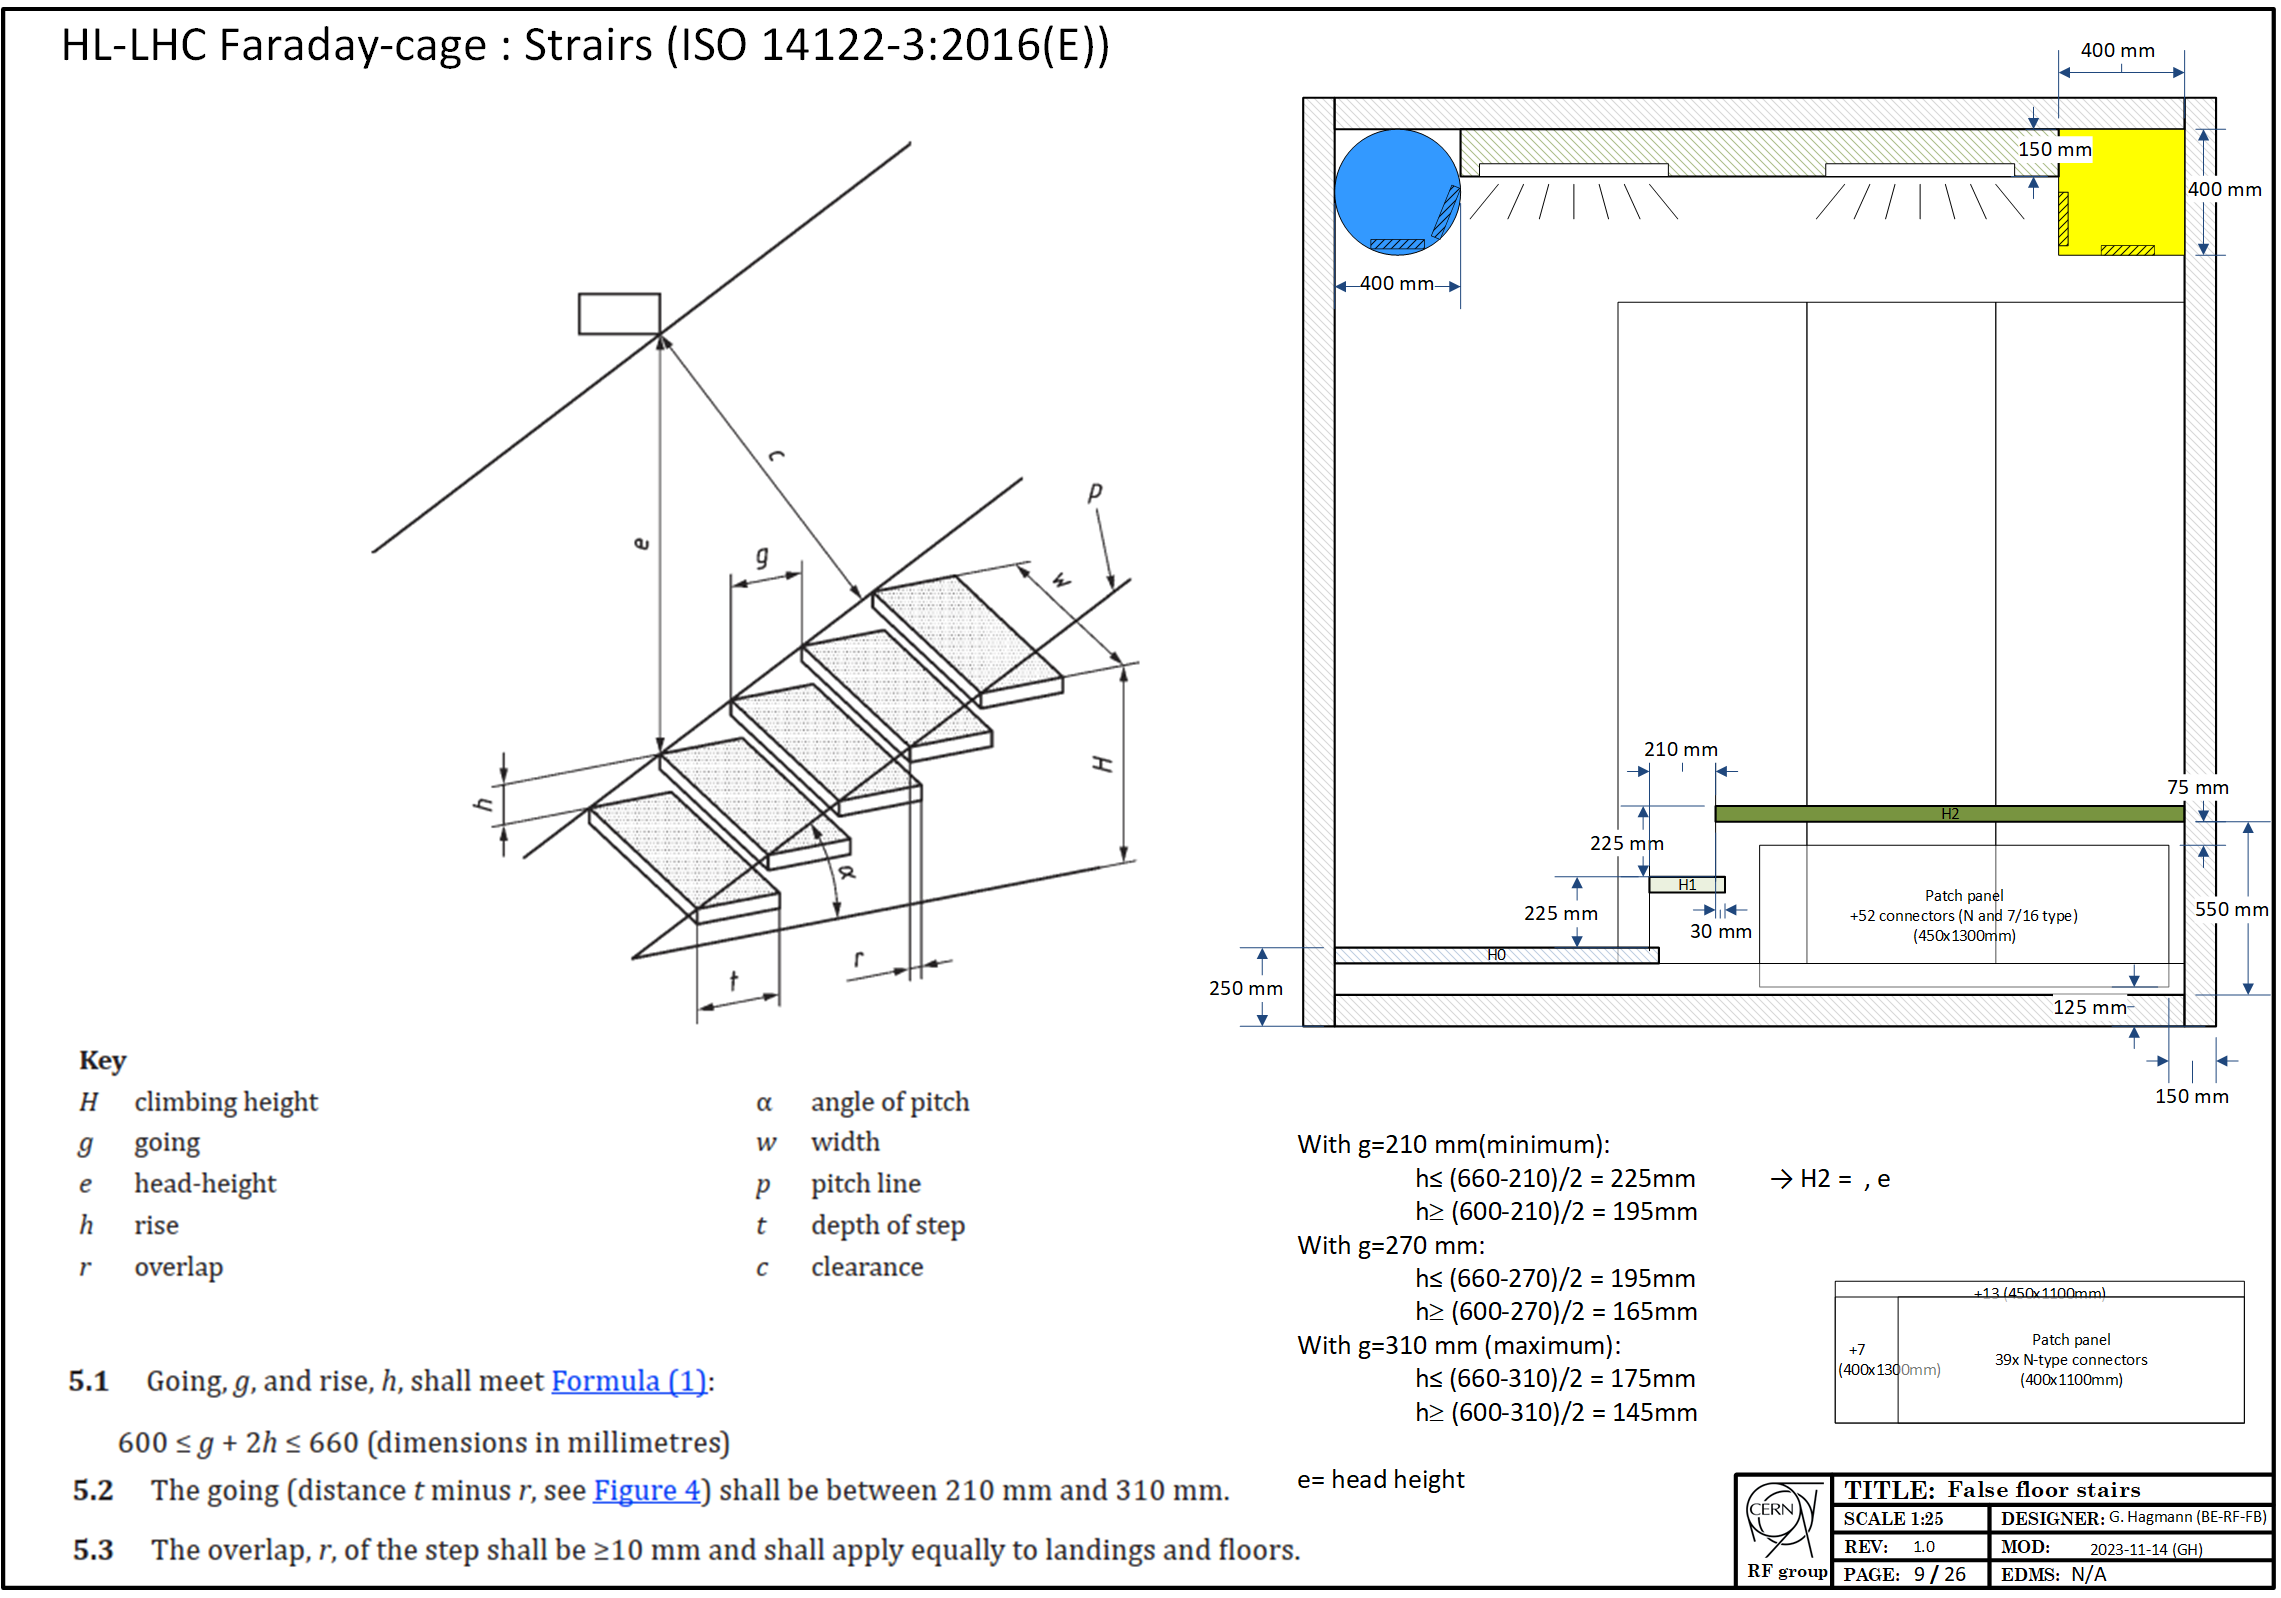 HL-LHC Faraday-cage : Strairs (ISO 14122-3:2016(E))
c
e
g
p
w
H
h
α
r
t
Key
H climbing height
g going
e head-height
h rise
r overlap
α angle of pitch
w width
p pitch line
t depth of step
c clearance
5.1 Going, g, and rise, h, shall meet Formula (1):
600 ≤ g + 2h ≤ 660 (dimensions in millimetres)
5.2 The going (distance t minus r, see Figure 4) shall be between 210 mm and 310 mm.
5.3 The overlap, r, of the step shall be ≥10 mm and shall apply equally to landings and floors.
400 mm
150 mm
400 mm
400 mm
210 mm
75 mm
H2
225 mm
H1
225 mm
30 mm
Patch panel
+52 connectors (N and 7/16 type)
(450x1300mm)
550 mm
H0
250 mm
125 mm
150 mm
With g=210 mm(minimum):
h≤ (660-210)/2 = 225mm → H2 = , e
h≥ (600-210)/2 = 195mm
With g=270 mm:
h≤ (660-270)/2 = 195mm
h≥ (600-270)/2 = 165mm
With g=310 mm (maximum):
h≤ (660-310)/2 = 175mm
h≥ (600-310)/2 = 145mm
e= head height
+13 (450x1100mm)
+7
(400x1300mm)
Patch panel
39x N-type connectors
(400x1100mm)
CERN
RF group
TITLE: False floor stairs
SCALE 1:25 DESIGNER: G. Hagmann (BE-RF-FB)
REV: 1.0 MOD: 2023-11-14 (GH)
PAGE: 9 / 26 EDMS: N/A